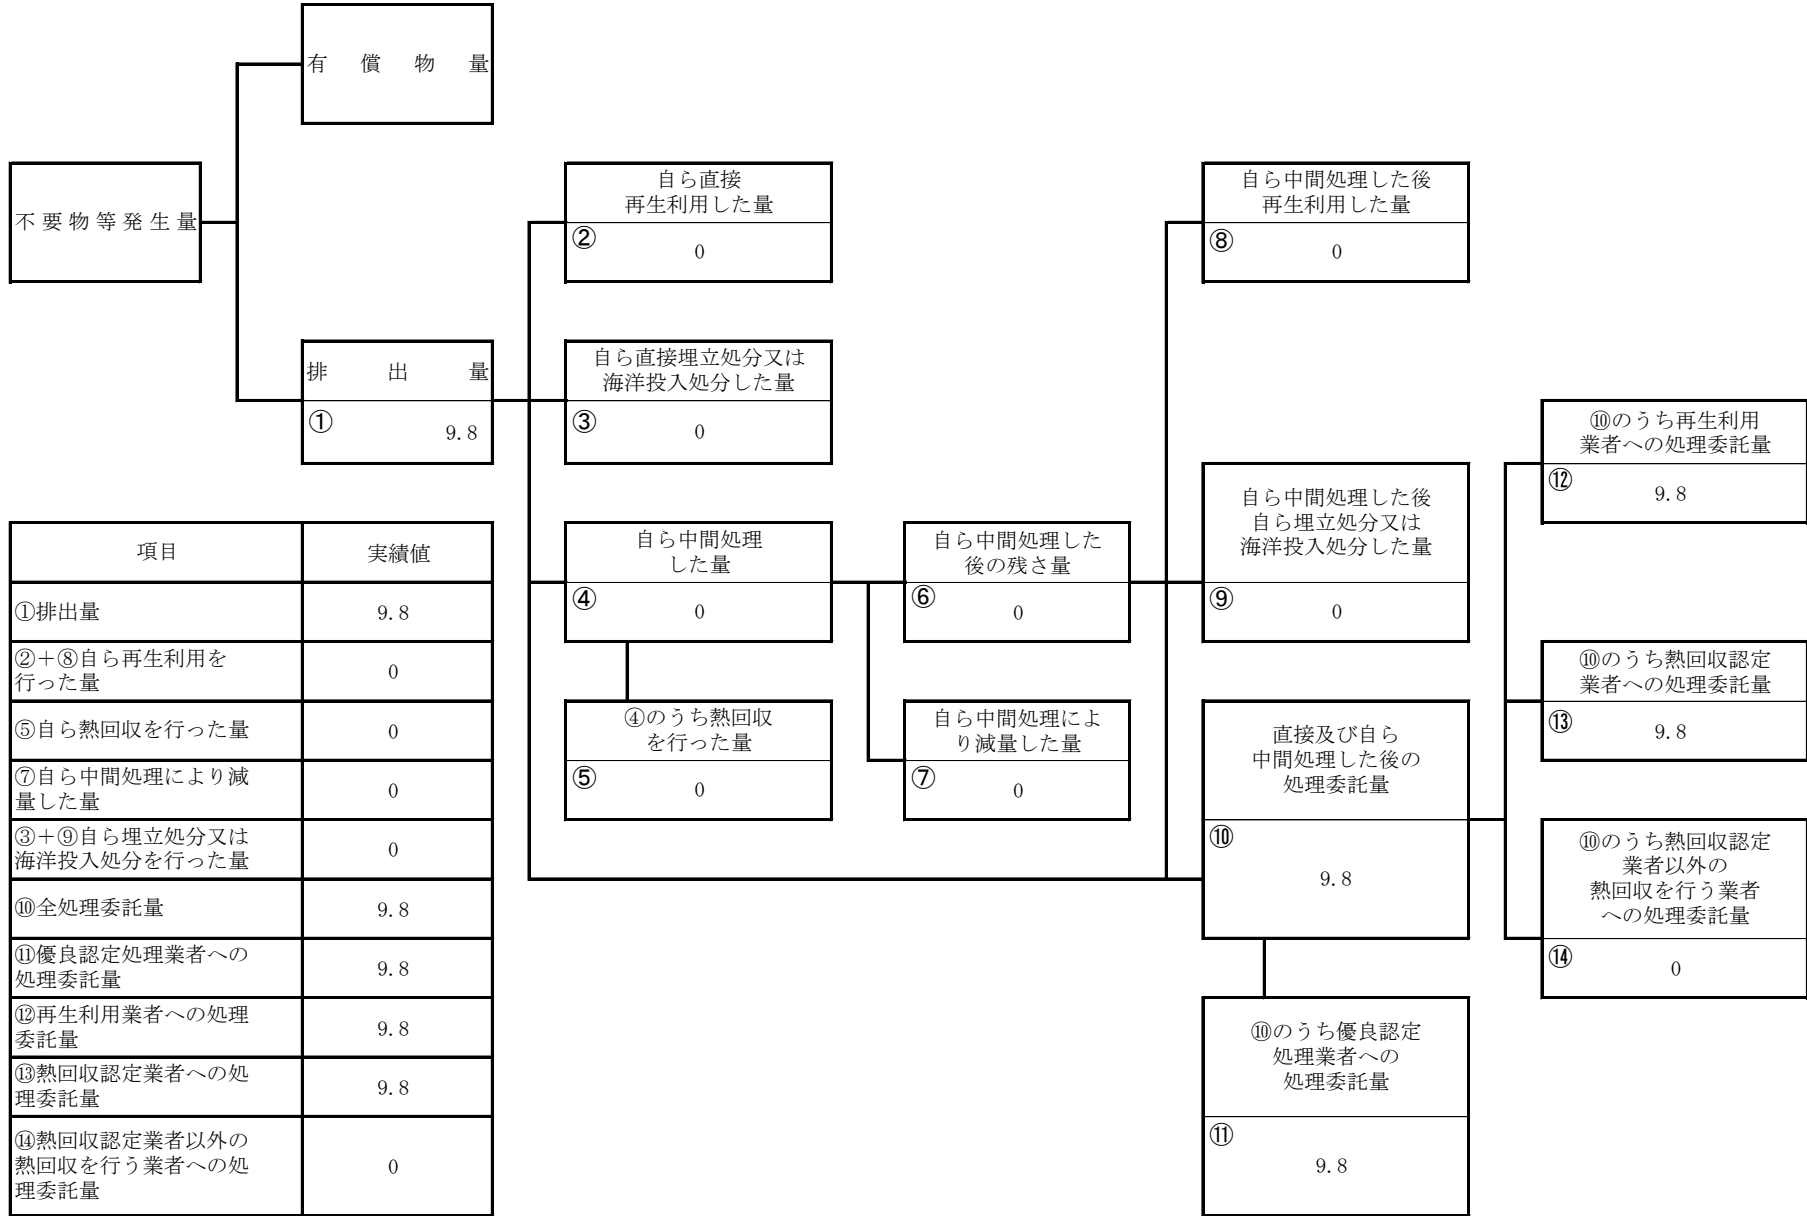 有償物量
不要物等発生量
排出量
①
9.8
自ら直接
再生利用した量
②
0
自ら直接埋立処分又は
海洋投入処分した量
③
0
自ら中間処理
した量
④
0
④のうち熱回収
を行った量
⑤
0
自ら中間処理した
後の残さ量
⑥
0
自ら中間処理によ
り減量した量
⑦
0
自ら中間処理した後
再生利用した量
⑧
0
自ら中間処理した後
自ら埋立処分又は
海洋投入処分した量
⑨
0
直接及び自ら
中間処理した後の
処理委託量
⑩
9.8
⑩のうち優良認定
処理業者への
処理委託量
⑪
9.8
⑩のうち再生利用
業者への処理委託量
⑫
9.8
⑩のうち熱回収認定
業者への処理委託量
⑬
9.8
⑩のうち熱回収認定
業者以外の
熱回収を行う業者
への処理委託量
⑭
0
項目 実績値
①排出量 9.8
②+⑧自ら再生利用を
行った量
0
⑤自ら熱回収を行った量 0
⑦自ら中間処理により減
量した量
0
③+⑨自ら埋立処分又は
海洋投入処分を行った量
0
⑩全処理委託量 9.8
⑪優良認定処理業者への
処理委託量
9.8
⑫再生利用業者への処理
委託量
9.8
⑬熱回収認定業者への処
理委託量
9.8
⑭熱回収認定業者以外の
熱回収を行う業者への処
理委託量
0